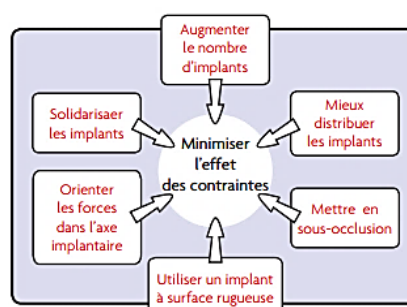 Augmenter
le nombre
d'implants
Solidarisaer
les implants
Mieux
distribuer
les implants
Minimiser
l'effet
des contraintes
Orienter
les forces
dans l'axe
implantaire
Mettre en
sous-occlusion
Utiliser un implant
à surface rugueuse